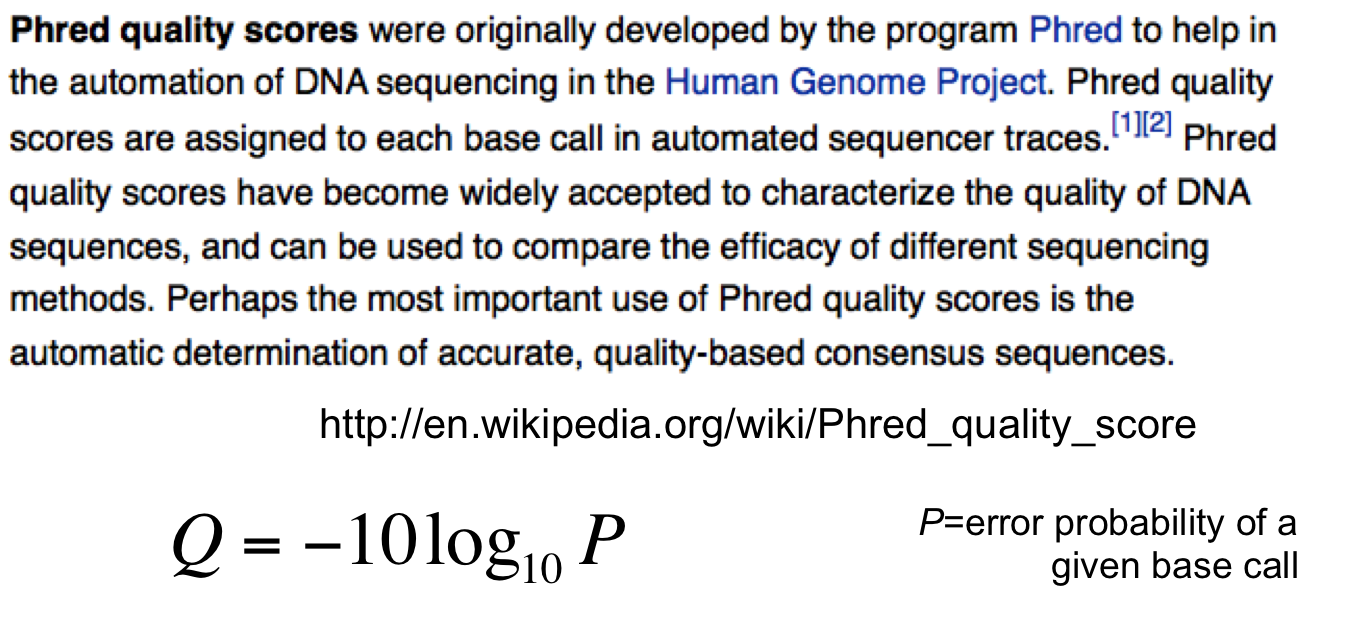 Phred quality scores were originally developed by the program Phred to help in
the automation of DNA sequencing in the Human Genome Project. Phred quality
scores are assigned to each base call in automated sequencer traces.[1][2] Phred
quality scores have become widely accepted to characterize the quality of DNA
sequences, and can be used to compare the efficacy of different sequencing
methods. Perhaps the most important use of Phred quality scores is the
automatic determination of accurate, quality-based consensus sequences.
http://en.wikipedia.org/wiki/Phred_quality_score
Q = −10 log₁₀ P
P=error probability of a
given base call